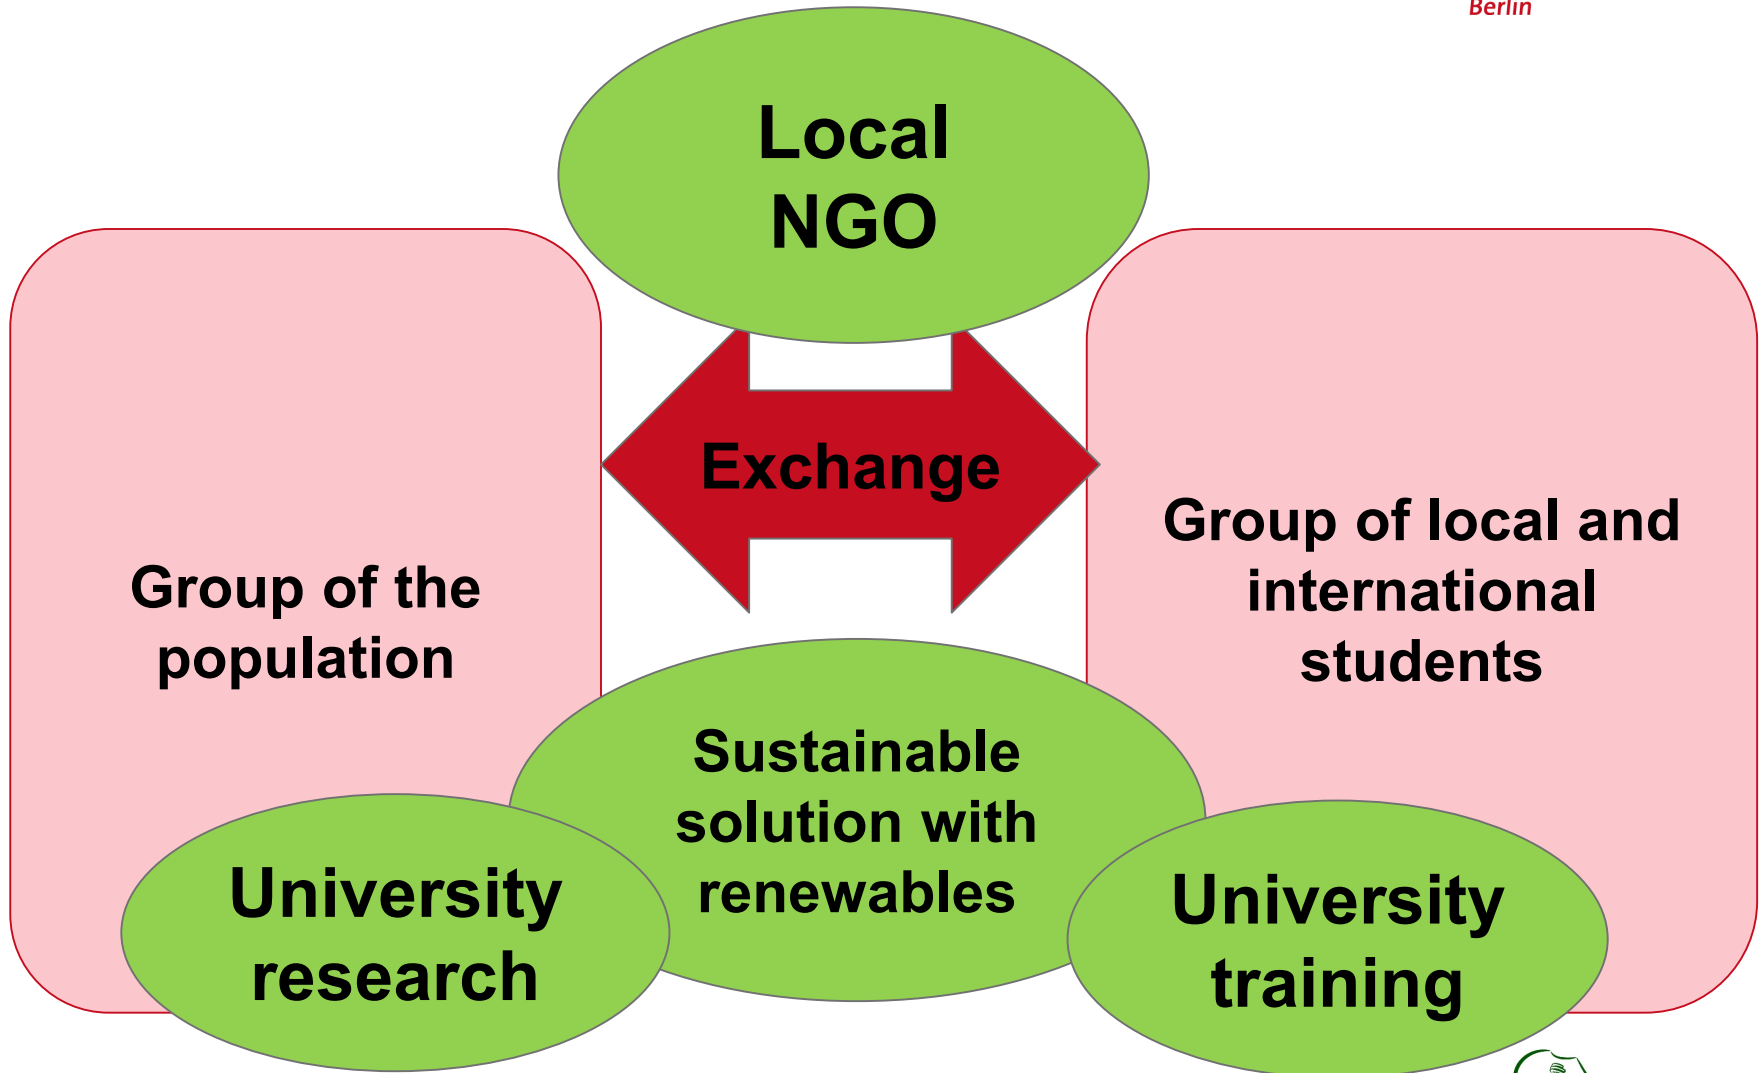 Berlin
Local
NGO
Exchange
Group of the
population
Group of local and
international
students
Sustainable
solution with
renewables
University
research
University
training